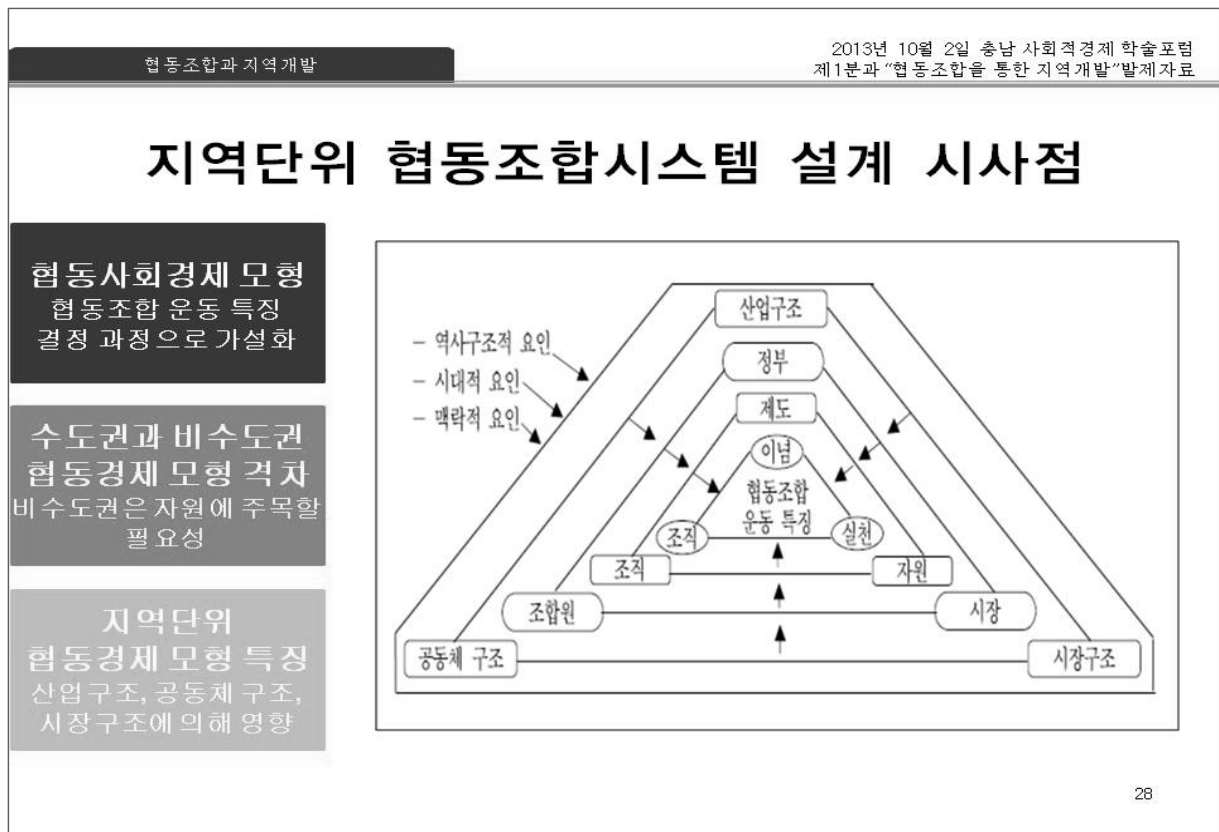 협동조합과 지역개발
2013년 10월 2일 충남 사회적경제 학술포럼
제1분과 “협동조합을 통한 지역개발”발제자료
지역단위 협동조합시스템 설계 시사점
협동사회경제 모형
협동조합 운동 특징
결정 과정으로 가설화
수도권과 비수도권
협동경제 모형 격차
비수도권은 자원에 주목할
필요성
지역단위
협동경제 모형 특징
산업구조, 공동체 구조,
시장구조에 의해 영향
산업구조
- 역사구조적 요인
정부
- 시대적 요인
제도
- 맥락적 요인
이념
협동조합
운동 특징
조직
실천
조직
자원
조합원
시장
공동체 구조
시장구조
28